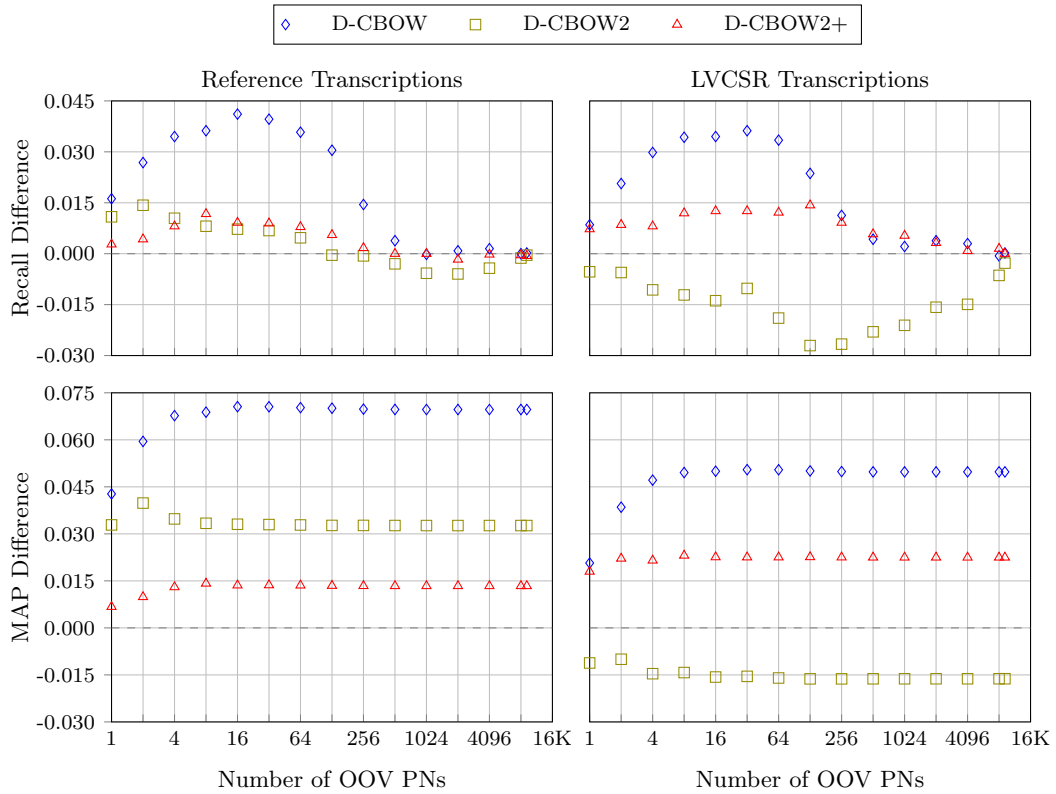 D-CBOW D-CBOW2 D-CBOW2+
Reference Transcriptions LVCSR Transcriptions
0.045
0.030
0.015
0.000
-0.015
-0.030
Recall Difference
0.075
0.060
0.045
0.030
0.015
0.000
-0.015
-0.030
MAP Difference
1 4 16 64 256 1024 4096 16K
1 4 16 64 256 1024 4096 16K
Number of OOV PNs Number of OOV PNs